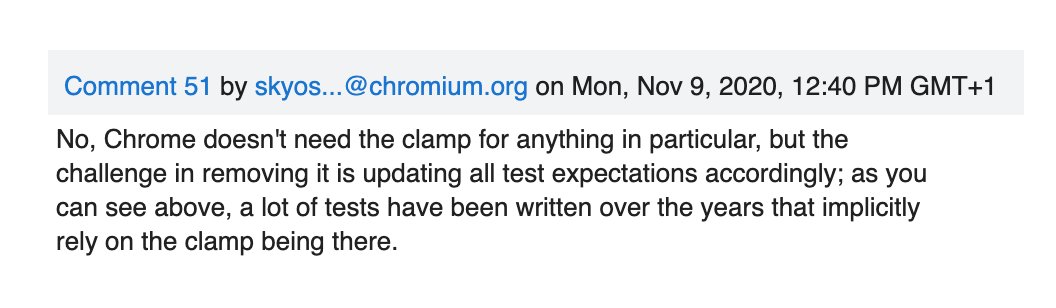 Comment 51 by skyos...@chromium.org on Mon, Nov 9, 2020, 12:40 PM GMT+1
No, Chrome doesn't need the clamp for anything in particular, but the
challenge in removing it is updating all test expectations accordingly; as you
can see above, a lot of tests have been written over the years that implicitly
rely on the clamp being there.